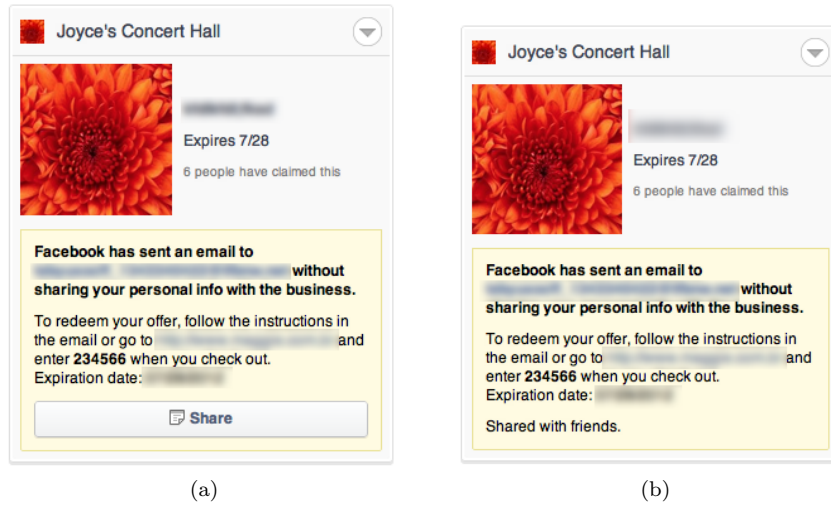 Joyce's Concert Hall
Expires 7/28
6 people have claimed this
Facebook has sent an email to
without
sharing your personal info with the business.
To redeem your offer, follow the instructions in
the email or go to and
enter 234566 when you check out.
Expiration date:
Share
(a)
Joyce's Concert Hall
Expires 7/28
6 people have claimed this
Facebook has sent an email to
without
sharing your personal info with the business.
To redeem your offer, follow the instructions in
the email or go to and
enter 234566 when you check out.
Expiration date:
Shared with friends.
(b)